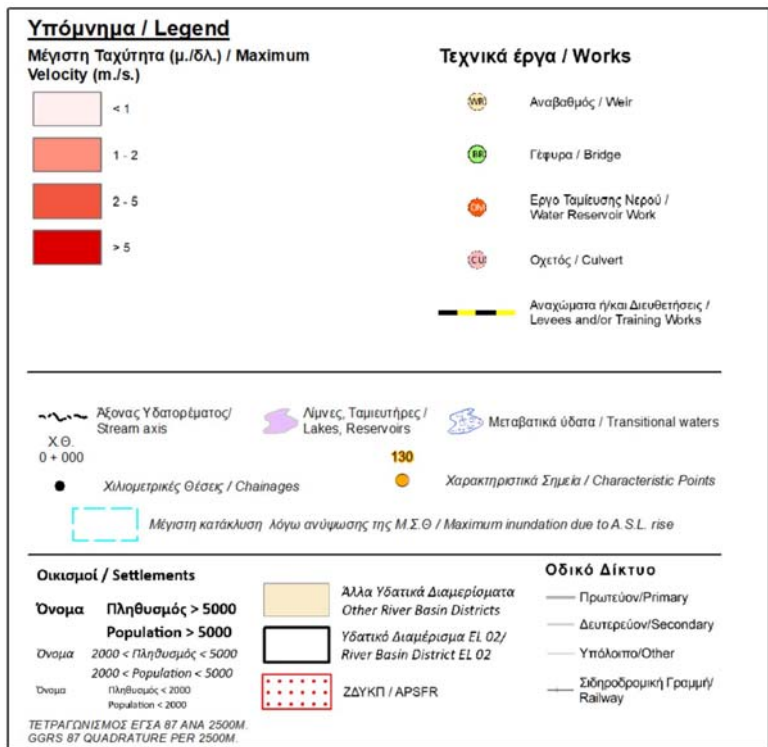 Υπόμνημα / Legend
Μέγιστη Ταχύτητα (μ./δλ.) / Maximum
Velocity (m./s.)
< 1
1 - 2
2 - 5
> 5
Τεχνικά έργα / Works
WR
Αναβαθμός / Weir
BR
Γέφυρα / Bridge
DM
Εργο Ταμίευσης Νερού /
Water Reservoir Work
CU
Οχετός / Culvert
Αναχώματα ή/και Διευθετήσεις /
Levees and/or Training Works
Άξονας Υδατορέματος/
Stream axis
Λίμνες, Ταμιευτήρες /
Lakes, Reservoirs
Μεταβατικά ύδατα / Transitional waters
Χ.Θ.
0 + 000
Χιλιομετρικές Θέσεις / Chainages
130
Χαρακτηριστικά Σημεία / Characteristic Points
Μέγιστη κατάκλυση λόγω ανύψωσης της Μ.Σ.Θ / Maximum inundation due to A.S.L. rise
Οικισμοί / Settlements
Όνομα Πληθυσμός > 5000
Population > 5000
Όνομα 2000 < Πληθυσμός < 5000
2000 < Population < 5000
Όνομα Πληθυσμός < 2000
Population < 2000
ΤΕΤΡΑΓΩΝΙΣΜΟΣ ΕΓΣΑ 87 ΑΝΑ 2500Μ.
GGRS 87 QUADRATURE PER 2500M.
Άλλα Υδατικά Διαμερίσματα
Other River Basin Districts
Υδατικό Διαμέρισμα EL 02/
River Basin District EL 02
ΖΔΥΚΠ / APSFR
Οδικό Δίκτυο
Πρωτεύον/Primary
Δευτερεύον/Secondary
Υπόλοιπο/Other
Σιδηροδρομική Γραμμή/
Railway